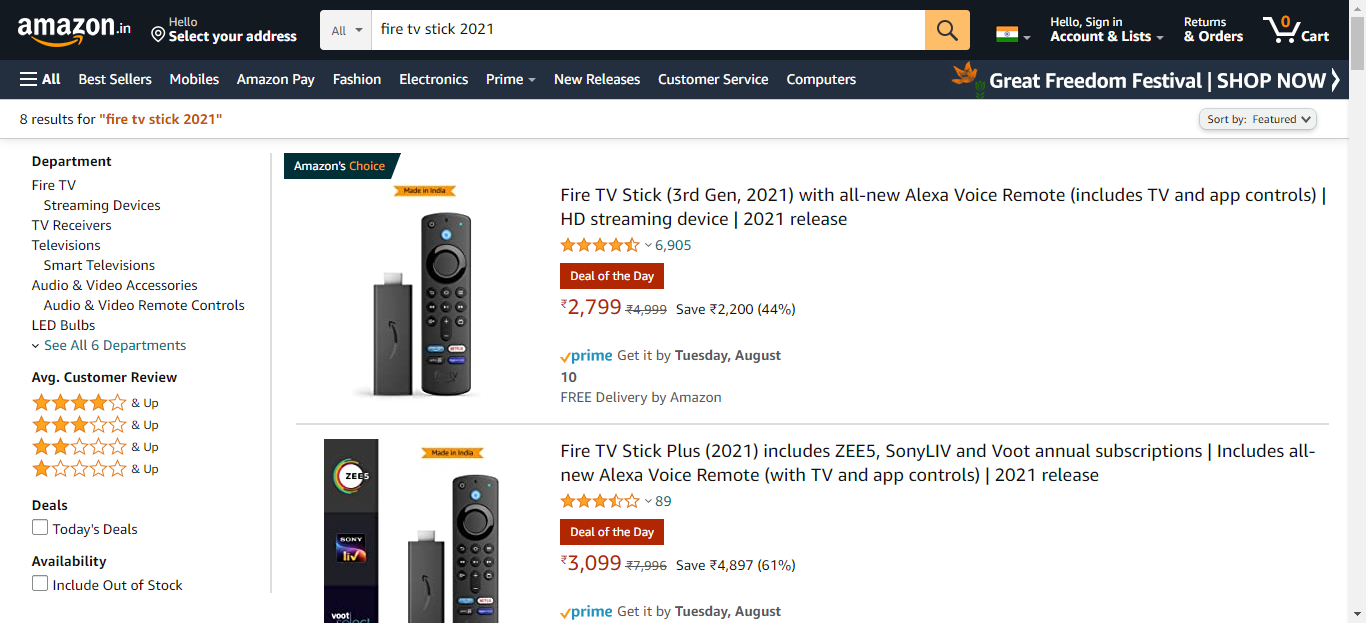 amazon.in
Hello
Select your address
All
fire tv stick 2021
Hello, Sign in
Account & Lists
Returns
& Orders
0
Cart
All
Best Sellers
Mobiles
Amazon Pay
Fashion
Electronics
Prime
New Releases
Customer Service
Computers
Great Freedom Festival | SHOP NOW
8 results for "fire tv stick 2021"
Sort by: Featured
Department
Fire TV
Streaming Devices
TV Receivers
Televisions
Smart Televisions
Audio & Video Accessories
Audio & Video Remote Controls
LED Bulbs
See All 6 Departments
Avg. Customer Review
& Up
& Up
& Up
& Up
Deals
Today's Deals
Availability
Include Out of Stock
Amazon's Choice
Made in India
Fire TV Stick (3rd Gen, 2021) with all-new Alexa Voice Remote (includes TV and app controls) |
HD streaming device | 2021 release
6,905
Deal of the Day
₹2,799 ₹4,999 Save ₹2,200 (44%)
prime Get it by Tuesday, August
10
FREE Delivery by Amazon
ZEE5
SONY
liv
voot
select
Made in India
Fire TV Stick Plus (2021) includes ZEE5, SonyLIV and Voot annual subscriptions | Includes all-
new Alexa Voice Remote (with TV and app controls) | 2021 release
89
Deal of the Day
₹3,099 ₹7,996 Save ₹4,897 (61%)
prime Get it by Tuesday, August